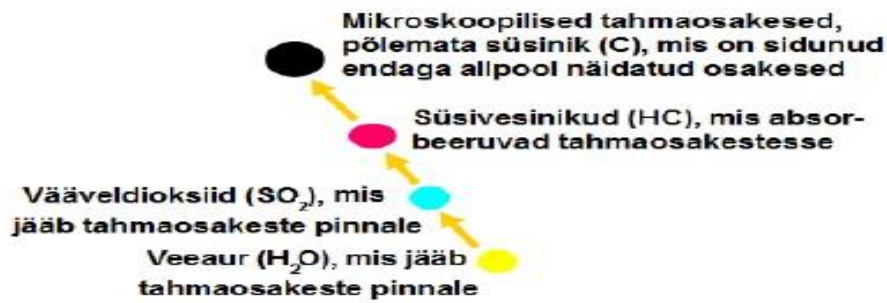 Mikroskoopilised tahmaosakesed,
põlemata süsinik (C), mis on sidunud
endaga allpool näidatud osakesed
Süsivesinikud (HC), mis absor-
beeruvad tahmaosakestesse
Vääveldioksiid (SO₂), mis
jääb tahmaosakeste pinnale
Veeaur (H₂O), mis jääb
tahmaosakeste pinnale